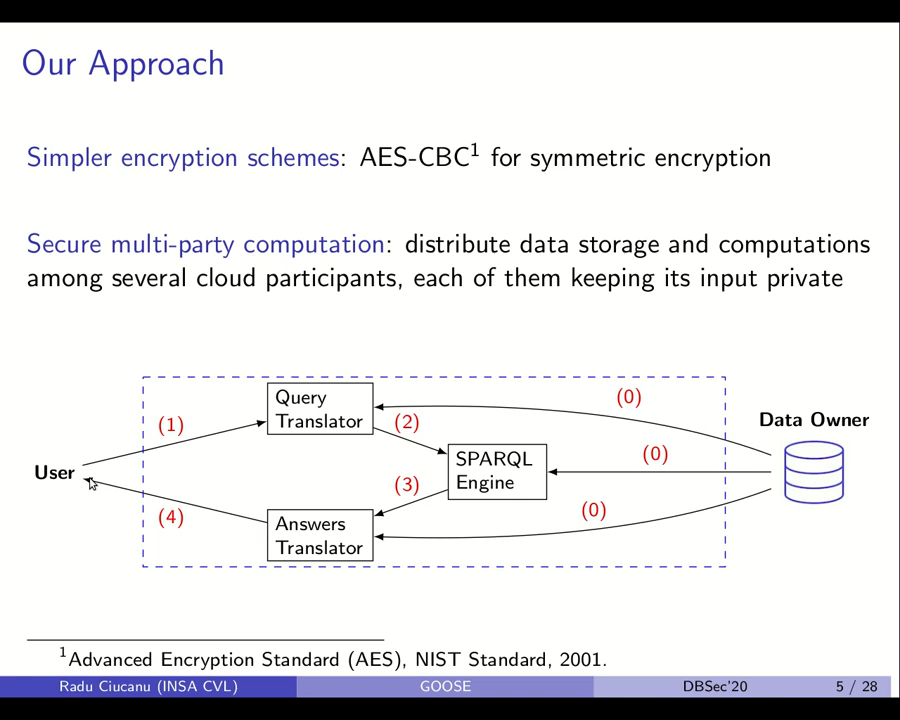 Our Approach
Simpler encryption schemes: AES-CBC¹ for symmetric encryption
Secure multi-party computation: distribute data storage and computations
among several cloud participants, each of them keeping its input private
Query
Translator
(0)
(1)
(2)
Data Owner
User
SPARQL
Engine
(0)
(3)
(4)
Answers
Translator
(0)
¹Advanced Encryption Standard (AES), NIST Standard, 2001.
Radu Ciucanu (INSA CVL)
GOOSE
DBSec'20
5 / 28